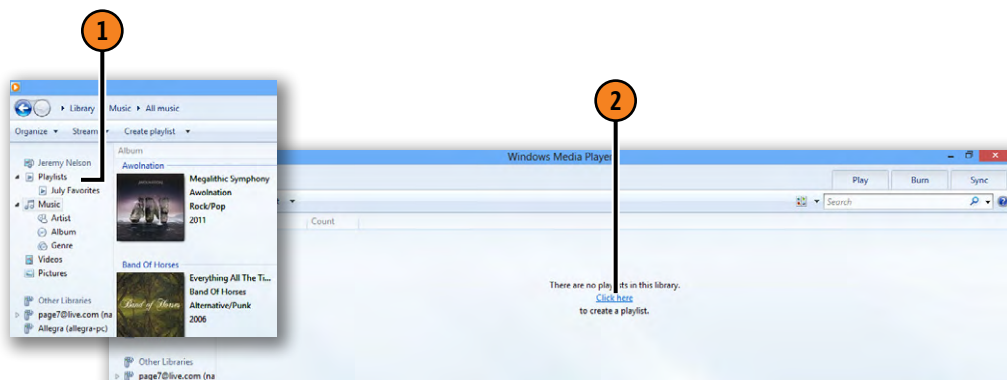 1
2
Library
Music ▸ All music
Organize
Stream
Create playlist
Jeremy Nelson
Playlists
July Favorites
Music
Artist
Album
Genre
Videos
Pictures
Other Libraries
page7@live.com (na
Allegra (allegra-pc)
Album
Awolnation
Megalithic Symphony
Awolnation
Rock/Pop
2011
Band Of Horses
Everything All The Ti...
Band Of Horses
Alternative/Punk
2006
Band of Horses
Windows Media Player
Play
Burn
Sync
Search
Count
There are no playlists in this library.
Click here
to create a playlist.
Other Libraries
page7@live.com (na